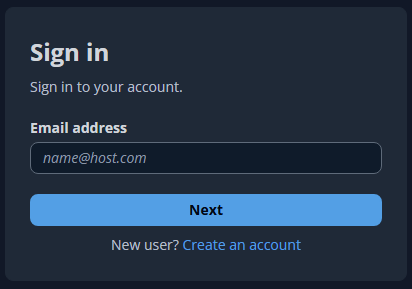 Sign in
Sign in to your account.
Email address
name@host.com
Next
New user? Create an account